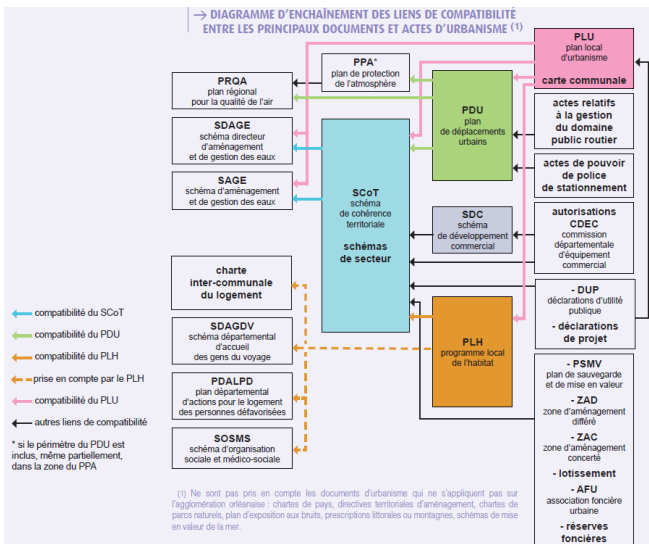 → DIAGRAMME D'ENCHAÎNEMENT DES LIENS DE COMPATIBILITÉ
ENTRE LES PRINCIPAUX DOCUMENTS ET ACTES D'URBANISME (1)
PRQA
plan régional
pour la qualité de l'air
SDAGE
schéma directeur
d'aménagement
et de gestion des eaux
SAGE
schéma d'aménagement
et de gestion des eaux
PPA*
plan de protection
de l'atmosphère
SCoT
schéma
de cohérence
territoriale
schémas
de secteur
PDU
plan
de déplacements
urbains
SDC
schéma
de développement
commercial
PLH
programme local
de l'habitat
PLU
plan local
d'urbanisme
carte communale
actes relatifs
à la gestion
du domaine
public routier
actes de pouvoir
de police
de stationnement
autorisations
CDEC
commission
départementale
d'équipement
commercial
- DUP
déclarations d'utilité
publique
- déclarations
de projet
- PSMV
plan de sauvegarde
et de mise en valeur
- ZAD
zone d'aménagement
différé
- ZAC
zone d'aménagement
concerté
- lotissement
- AFU
association foncière
urbaine
- réserves
foncières
charte
inter-communale
du logement
SDAGDV
schéma départemental
d'accueil
des gens du voyage
PDALPD
plan départemental
d'actions pour le logement
des personnes défavorisées
SOSMS
schéma d'organisation
sociale et médico-sociale
compatibilité du SCoT
compatibilité du PDU
compatibilité du PLH
prise en compte par le PLH
compatibilité du PLU
autres liens de compatibilité
* si le périmètre du PDU est
inclus, même partiellement,
dans la zone du PPA
(1) Ne sont pas pris en compte les documents d'urbanisme qui ne s'appliquent pas sur
l'agglomération orléanaise : chartes de pays, directives territoriales d'aménagement, chartes de
parcs naturels, plan d'exposition aux bruits, prescriptions littorales ou montagnes, schémas de mise
en valeur de la mer.